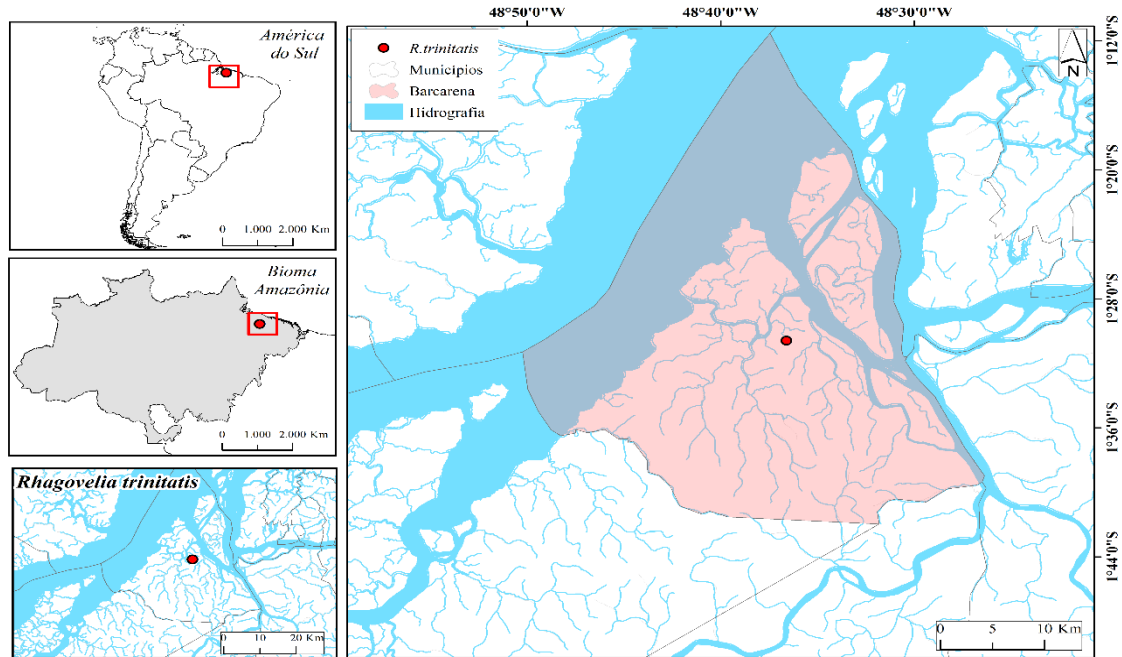 América
do Sul
0 1.000 2.000 Km
Bioma
Amazônia
0 1.000 2.000 Km
Rhagovelia trinitatis
0 10 20 Km
48°50'0"W 48°40'0"W 48°30'0"W
R.trinitatis
Municípios
Barcarena
Hidrografia
N
1°12'0"S
1°20'0"S
1°28'0"S
1°36'0"S
1°44'0"S
0 5 10 Km